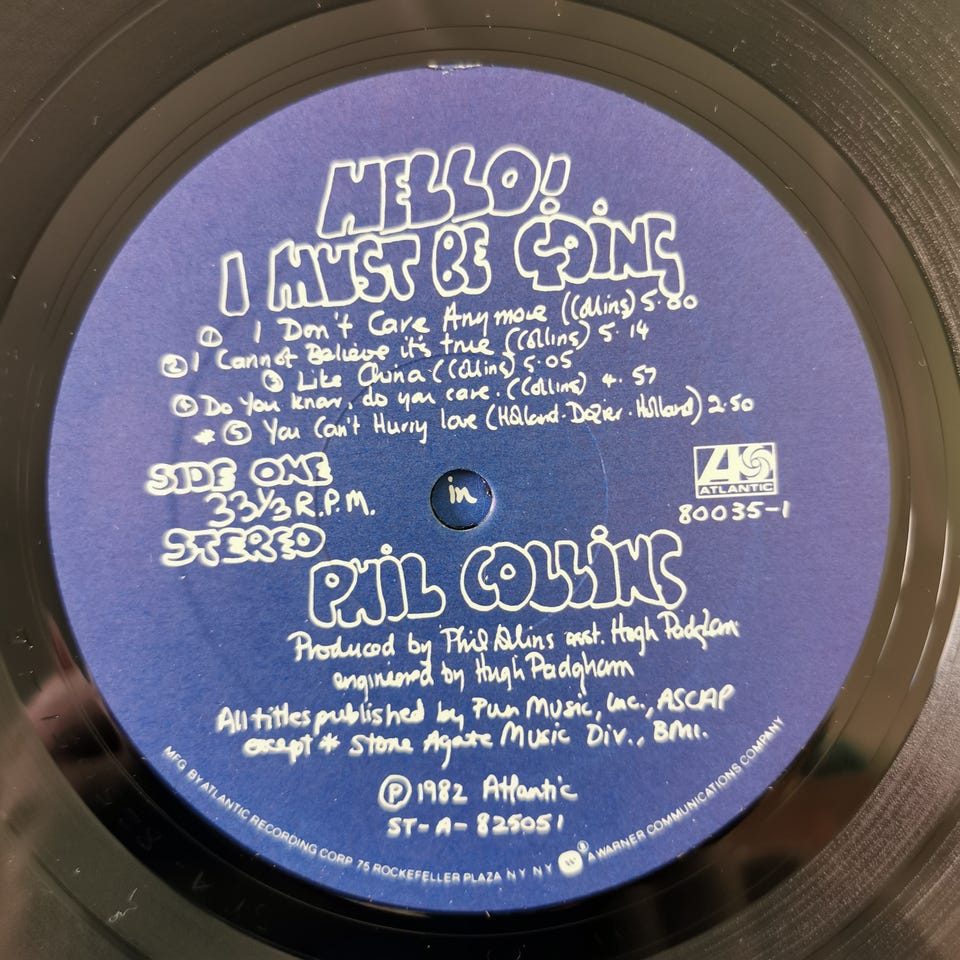 HELLO!
I MUST BE GOING
① I Don't Care Anymore (Collins) 5·00
② I Cannot Believe it's true (Collins) 5·14
③ Like China (Collins) 5·05
④ Do You know, do you care. (Collins) 4.57
* ⑤ You Can't Hurry love (Holland·Dozier·Holland) 2·50
SIDE ONE
33 1/3 R.P.M.
STEREO
in
ATLANTIC
80035-1
PHIL COLLINS
Produced by Phil Collins asst. Hugh Padgham
engineered by Hugh Padgham
All titles published by Pun Music, Inc., ASCAP
except * Stone Agate Music Div., BMI.
Ⓟ 1982 Atlantic
ST-A-825051
MFG BY ATLANTIC RECORDING CORP 75 ROCKEFELLER PLAZA N Y N Y W ® A WARNER COMMUNICATIONS COMPANY